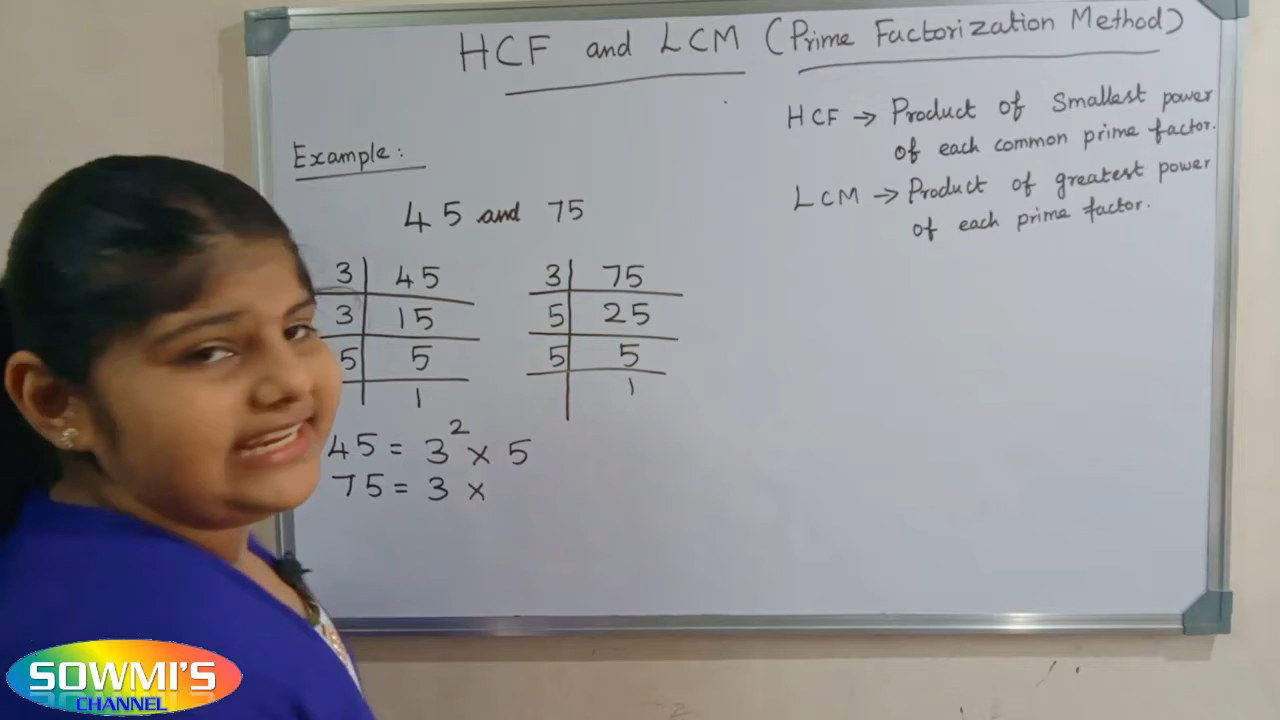 HCF and LCM (Prime Factorization Method)
HCF → Product of Smallest power
of each common prime factor.
LCM → Product of greatest power
of each prime factor.
Example:
45 and 75
3 | 45
3 | 15
5 | 5
1
3 | 75
5 | 25
5 | 5
1
45 = 3² × 5
75 = 3 ×
SOWMI'S
CHANNEL